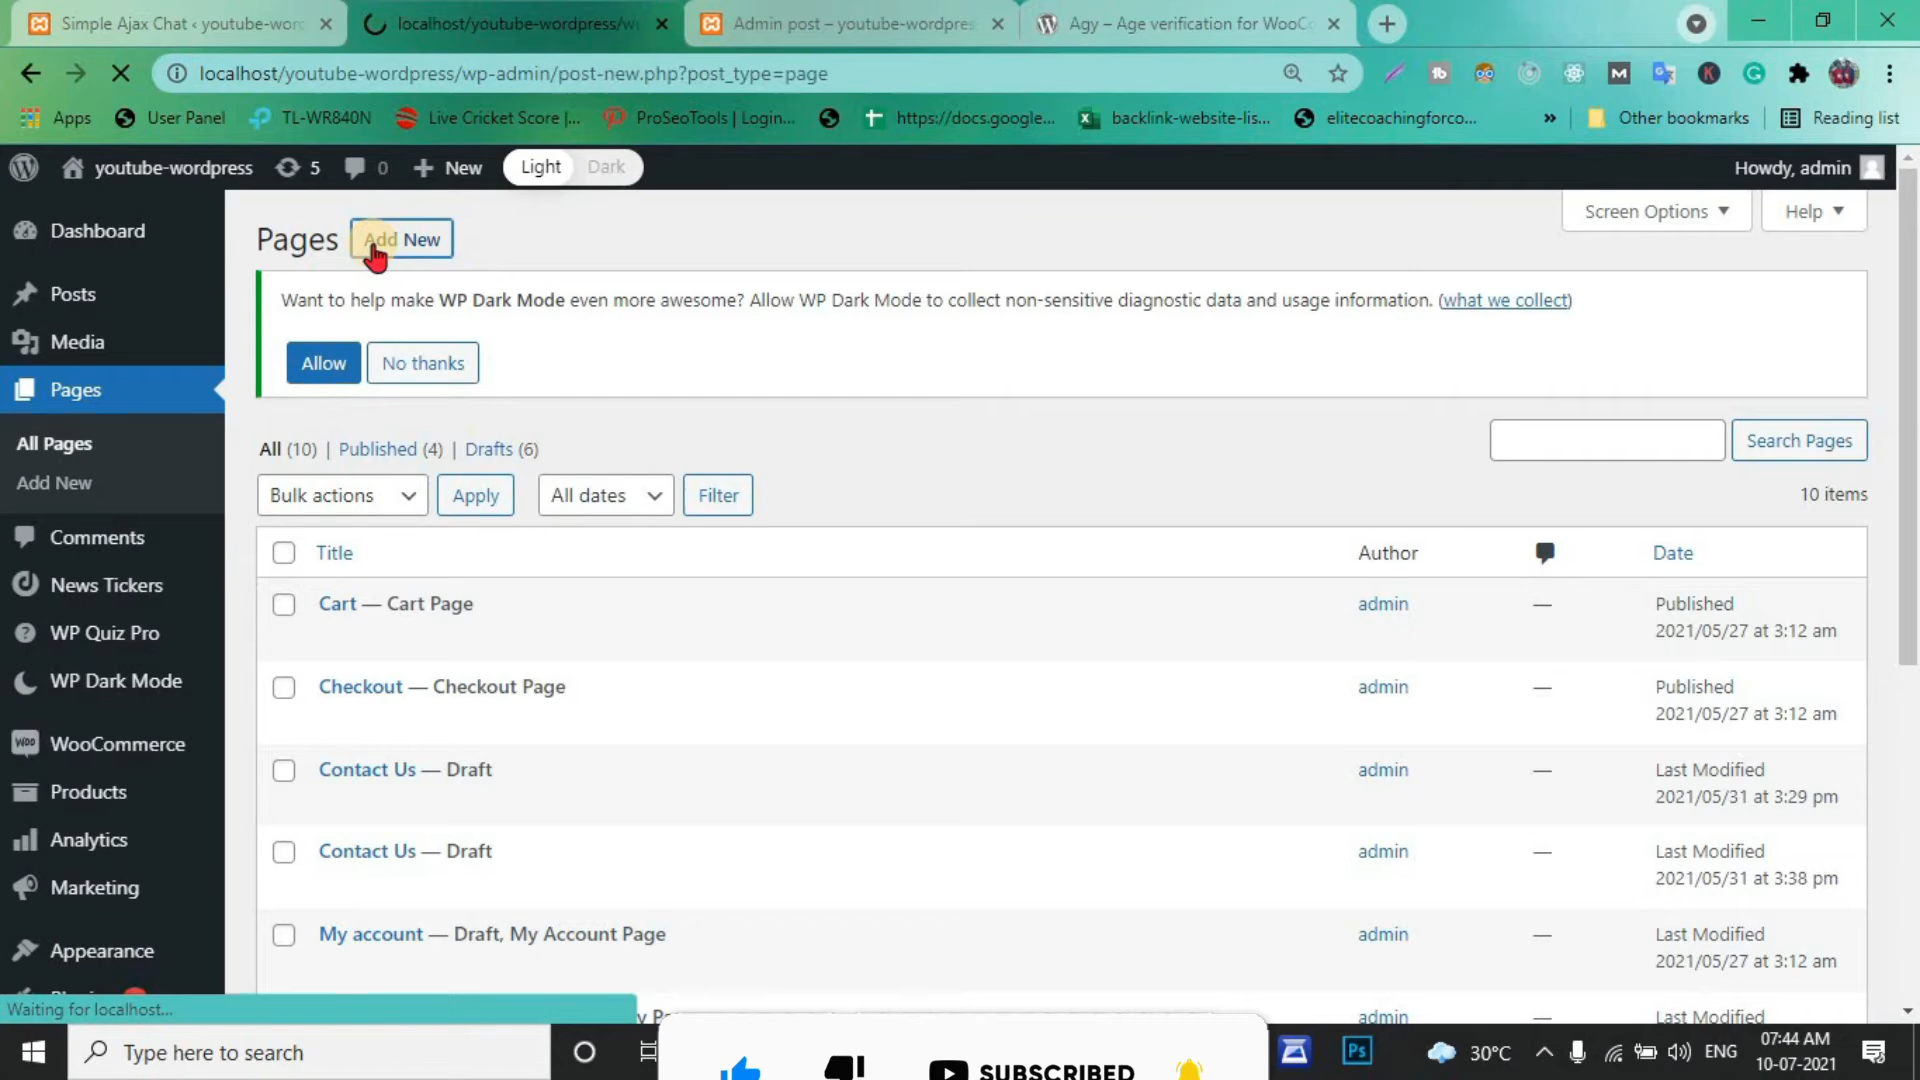 Simple Ajax Chat ‹ youtube-wor
localhost/youtube-wordpress/w
Admin post – youtube-wordpres
Agy – Age verification for WooCo
localhost/youtube-wordpress/wp-admin/post-new.php?post_type=page
Apps
User Panel
TL-WR840N
Live Cricket Score |...
ProSeoTools | Login...
https://docs.google...
backlink-website-lis...
elitecoachingforco...
»
Other bookmarks
Reading list
youtube-wordpress
5
0
New
Light
Dark
Howdy, admin
Screen Options
Help
Dashboard
Posts
Media
Pages
All Pages
Add New
Comments
News Tickers
WP Quiz Pro
WP Dark Mode
WooCommerce
Products
Analytics
Marketing
Appearance
Pages
Add New
Want to help make WP Dark Mode even more awesome? Allow WP Dark Mode to collect non-sensitive diagnostic data and usage information. (what we collect)
Allow
No thanks
All (10) | Published (4) | Drafts (6)
Search Pages
Bulk actions
Apply
All dates
Filter
10 items
Title
Author
Date
Cart — Cart Page
admin
—
Published
2021/05/27 at 3:12 am
Checkout — Checkout Page
admin
—
Published
2021/05/27 at 3:12 am
Contact Us — Draft
admin
—
Last Modified
2021/05/31 at 3:29 pm
Contact Us — Draft
admin
—
Last Modified
2021/05/31 at 3:38 pm
My account — Draft, My Account Page
admin
—
Last Modified
2021/05/27 at 3:12 am
admin
—
Last Modified
Waiting for localhost...
Type here to search
SUBSCRIBED
Ps
30°C
ENG
07:44 AM
10-07-2021